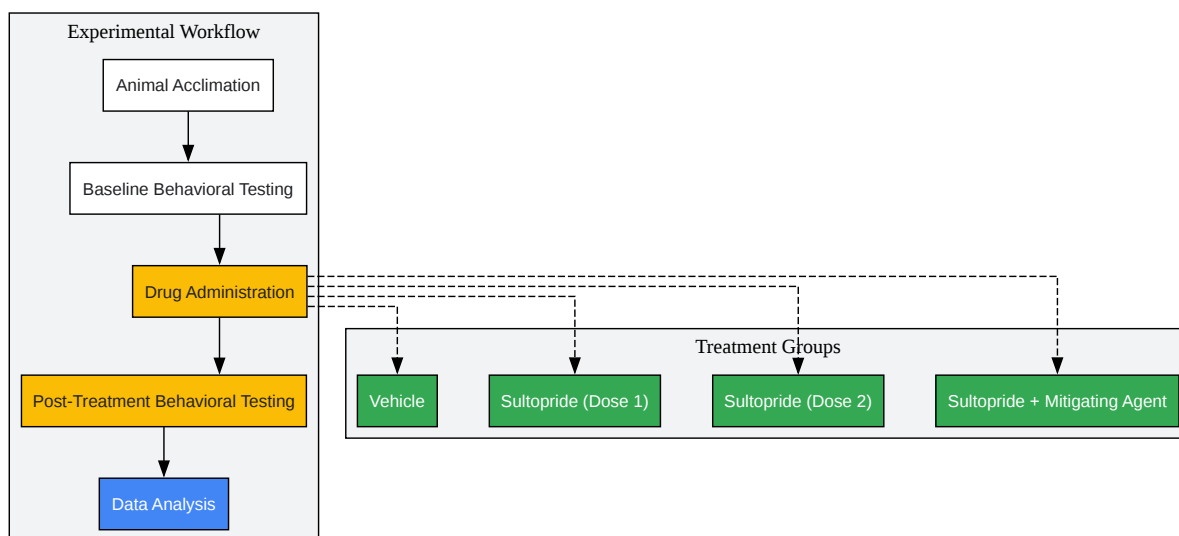 Experimental Workflow
Animal Acclimation
Baseline Behavioral Testing
Drug Administration
Post-Treatment Behavioral Testing
Data Analysis
Treatment Groups
Vehicle
Sultopride (Dose 1)
Sultopride (Dose 2)
Sultopride + Mitigating Agent